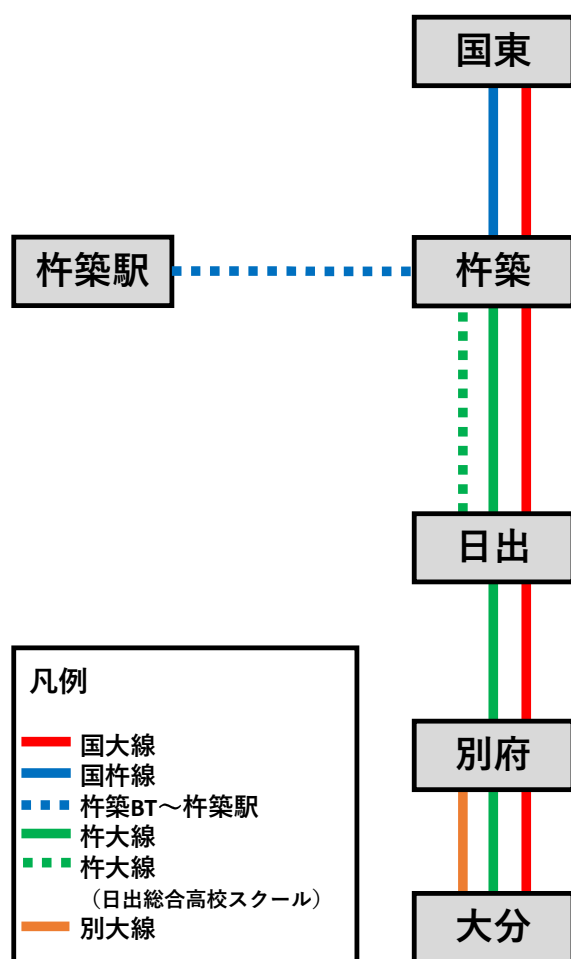 国東
杵築駅
杵築
日出
別府
大分
凡例
国大線
国杵線
杵築BT～杵築駅
杵大線
杵大線
（日出総合高校スクール）
別大線